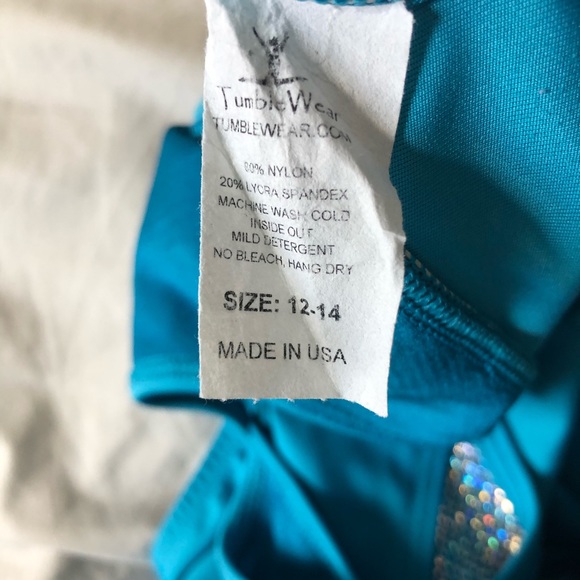 TumbleWear
TUMBLEWEAR.COM
80% NYLON
20% LYCRA SPANDEX
MACHINE WASH COLD
INSIDE OUT
MILD DETERGENT
NO BLEACH, HANG DRY
SIZE: 12-14
MADE IN USA